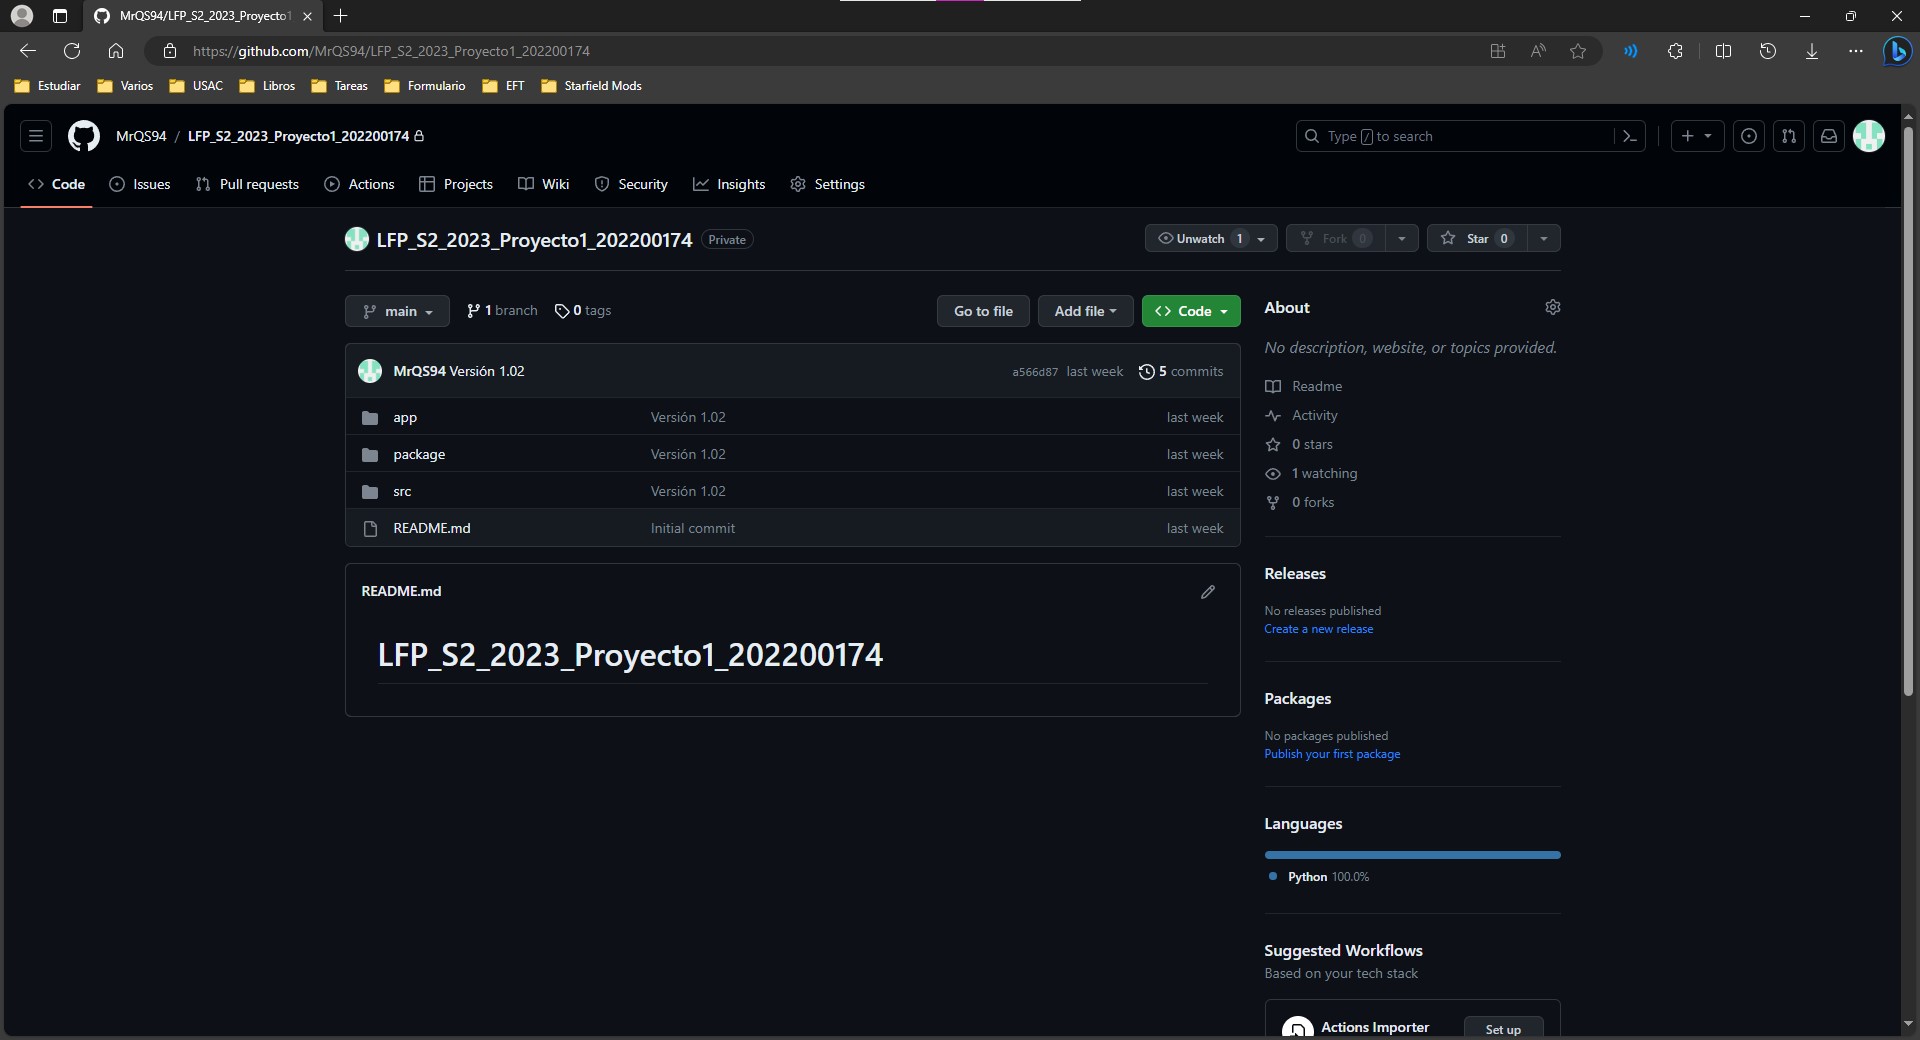 MrQS94/LFP_S2_2023_Proyecto1
https://github.com/MrQS94/LFP_S2_2023_Proyecto1_202200174
Estudiar Varios USAC Libros Tareas Formulario EFT Starfield Mods
MrQS94 / LFP_S2_2023_Proyecto1_202200174
Type / to search
Code Issues Pull requests Actions Projects Wiki Security Insights Settings
LFP_S2_2023_Proyecto1_202200174 Private
Unwatch 1 Fork 0 Star 0
main 1 branch 0 tags
Go to file Add file Code
MrQS94 Versión 1.02 a566d87 last week 5 commits
app Versión 1.02 last week
package Versión 1.02 last week
src Versión 1.02 last week
README.md Initial commit last week
README.md
LFP_S2_2023_Proyecto1_202200174
About
No description, website, or topics provided.
Readme
Activity
0 stars
1 watching
0 forks
Releases
No releases published
Create a new release
Packages
No packages published
Publish your first package
Languages
Python 100.0%
Suggested Workflows
Based on your tech stack
Actions Importer Set up